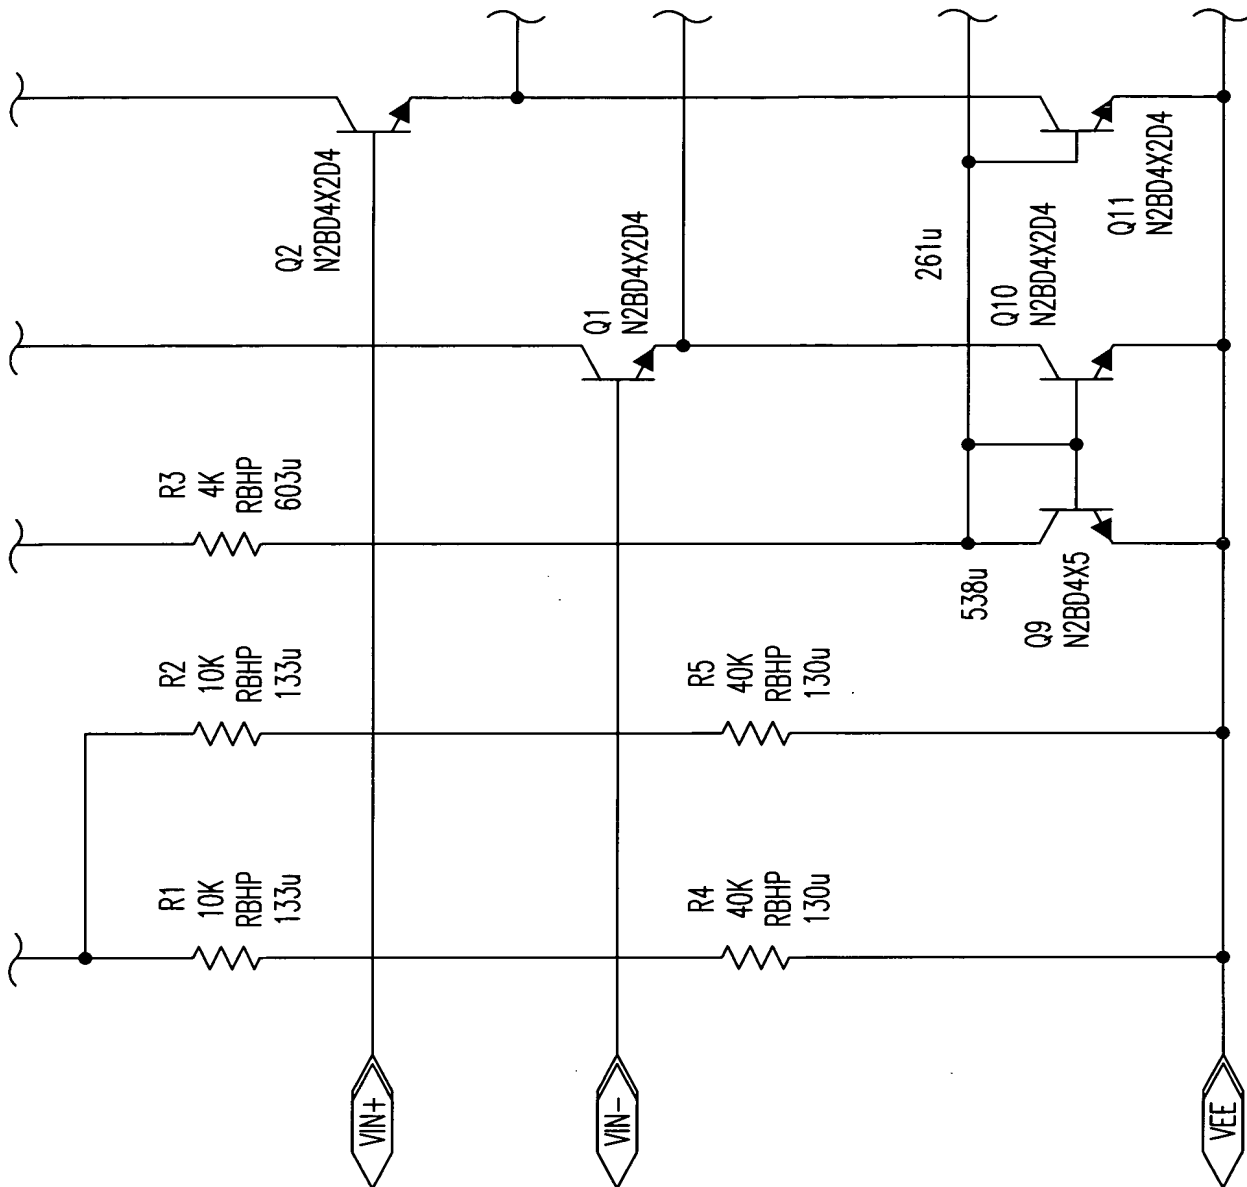 Q2
N2BD4X2D4
Q1
N2BD4X2D4
261u
Q10
N2BD4X2D4
Q11
N2BD4X2D4
R3
4K
RBHP
603u
538u
Q9
N2BD4X5
R2
10K
RBHP
133u
R5
40K
RBHP
130u
R1
10K
RBHP
133u
R4
40K
RBHP
130u
VIN+
VIN-
VEE